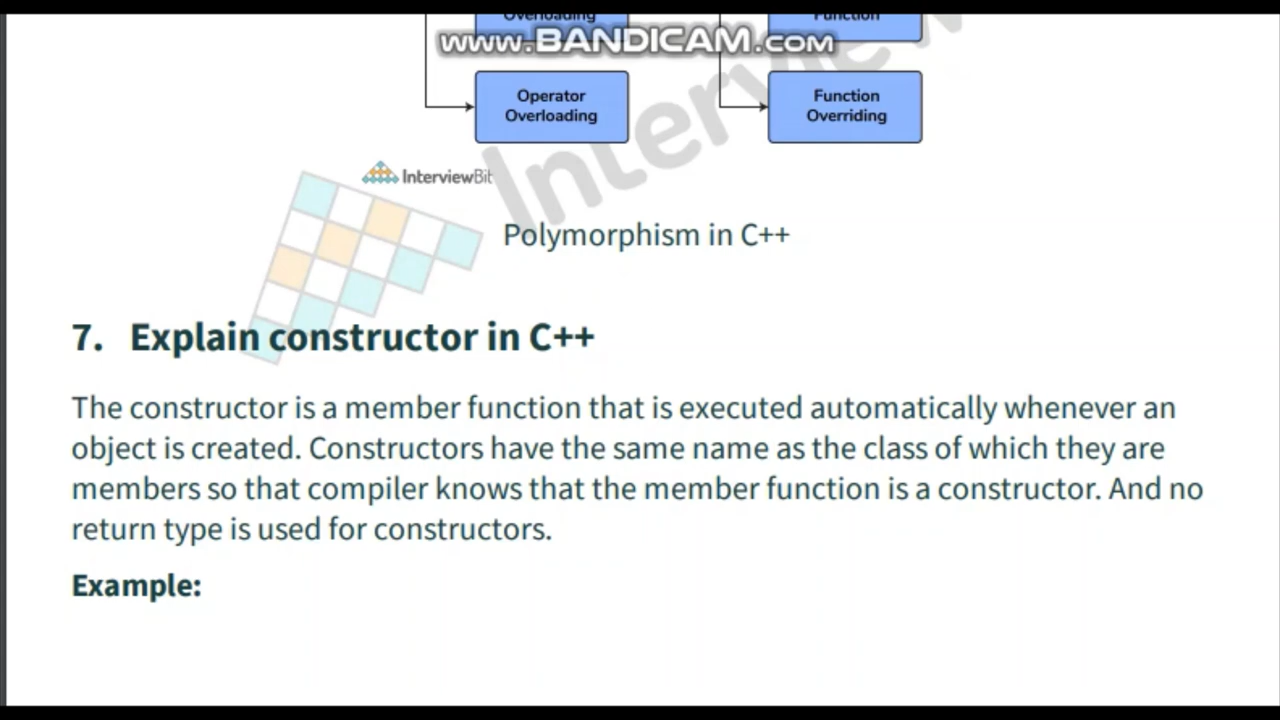 Overloading
Function
www.BANDICAM.com
Operator
Overloading
Function
Overriding
InterviewBit
Interview
Polymorphism in C++
7. Explain constructor in C++
The constructor is a member function that is executed automatically whenever an
object is created. Constructors have the same name as the class of which they are
members so that compiler knows that the member function is a constructor. And no
return type is used for constructors.
Example: